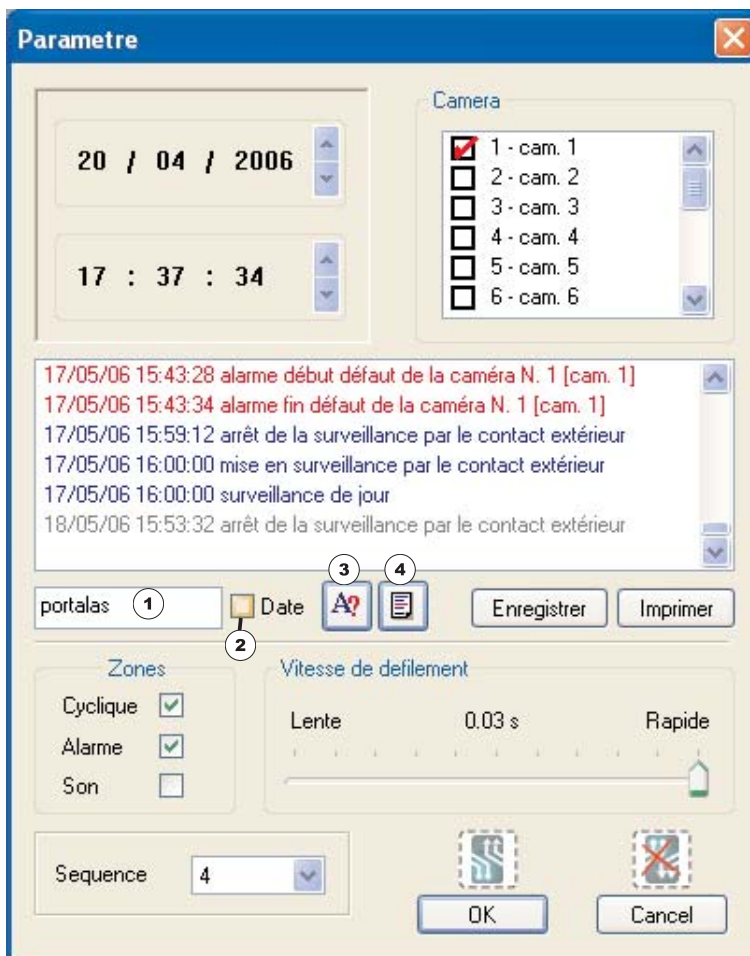 Parametre
20 / 04 / 2006
17 : 37 : 34
Camera
1 - cam. 1
2 - cam. 2
3 - cam. 3
4 - cam. 4
5 - cam. 5
6 - cam. 6
17/05/06 15:43:28 alarme début défaut de la caméra N. 1 [cam. 1]
17/05/06 15:43:34 alarme fin défaut de la caméra N. 1 [cam. 1]
17/05/06 15:59:12 arrêt de la surveillance par le contact extérieur
17/05/06 16:00:00 mise en surveillance par le contact extérieur
17/05/06 16:00:00 surveillance de jour
18/05/06 15:53:32 arrêt de la surveillance par le contact extérieur
3 4
portalas 1 Date A? Enregistrer Imprimer
2
Zones
Cyclique
Alarme
Son
Vitesse de defilement
Lente 0.03 s Rapide
Sequence 4
OK Cancel